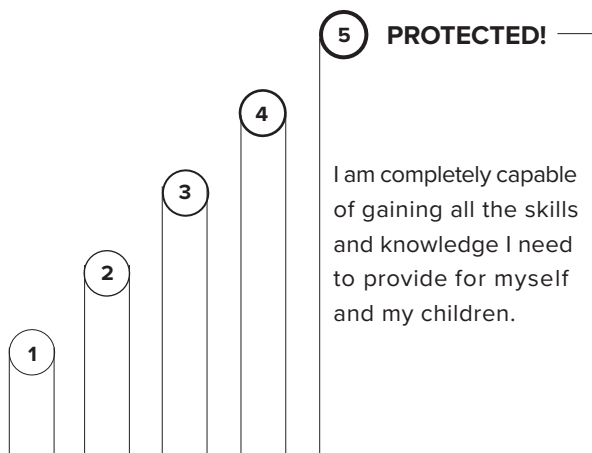 5 PROTECTED!
4
3
2
1
I am completely capable
of gaining all the skills
and knowledge I need
to provide for myself
and my children.